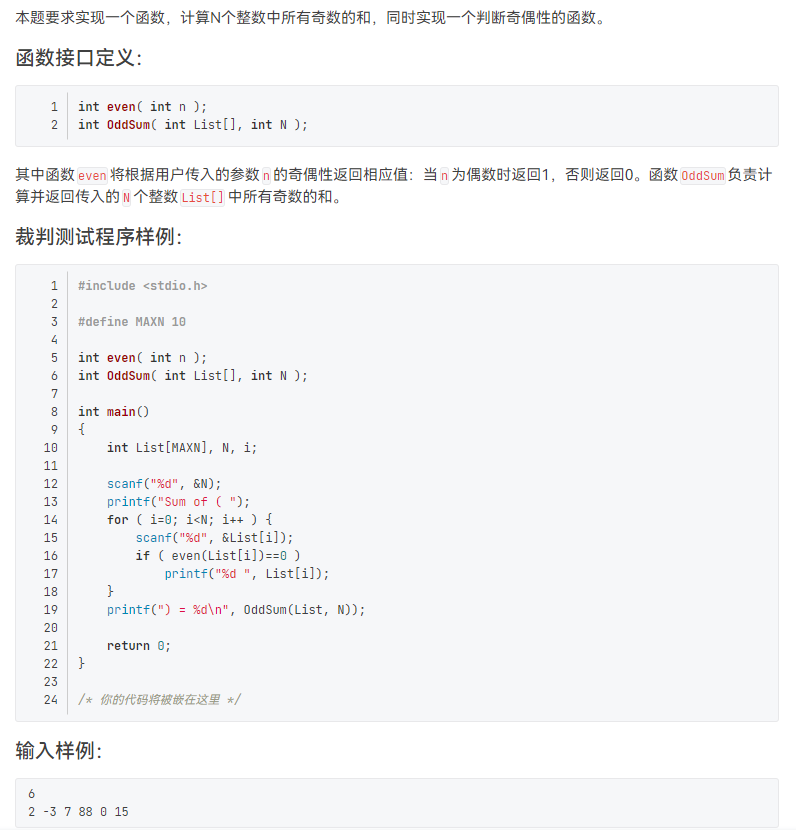 本题要求实现一个函数，计算N个整数中所有奇数的和，同时实现一个判断奇偶性的函数。
函数接口定义：
1 int even( int n );
2 int OddSum( int List[], int N );
其中函数even将根据用户传入的参数n的奇偶性返回相应值：当n为偶数时返回1，否则返回0。函数OddSum负责计
算并返回传入的N个整数List[]中所有奇数的和。
裁判测试程序样例：
1 #include <stdio.h>
2
3 #define MAXN 10
4
5 int even( int n );
6 int OddSum( int List[], int N );
7
8 int main()
9 {
10     int List[MAXN], N, i;
11
12     scanf("%d", &N);
13     printf("Sum of ( ");
14     for ( i=0; i<N; i++ ) {
15         scanf("%d", &List[i]);
16         if ( even(List[i])==0 )
17             printf("%d ", List[i]);
18     }
19     printf(") = %d\n", OddSum(List, N));
20
21     return 0;
22 }
23
24 /* 你的代码将被嵌在这里 */
输入样例：
6
2 -3 7 88 0 15